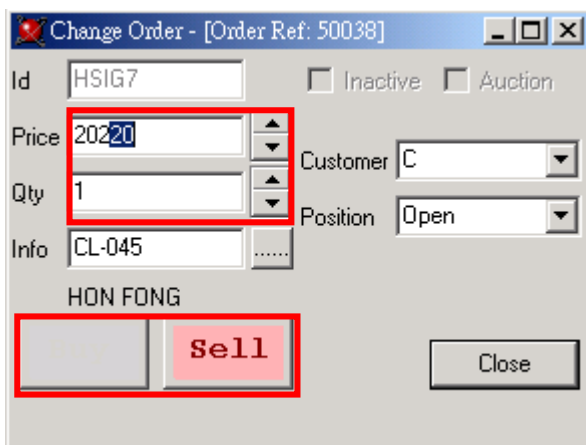 Change Order - [Order Ref: 50038]
Id HSIG7 Inactive Auction
Price 20220
Customer C
Qty 1
Position Open
Info CL-045 ......
HON FONG
Sell Close